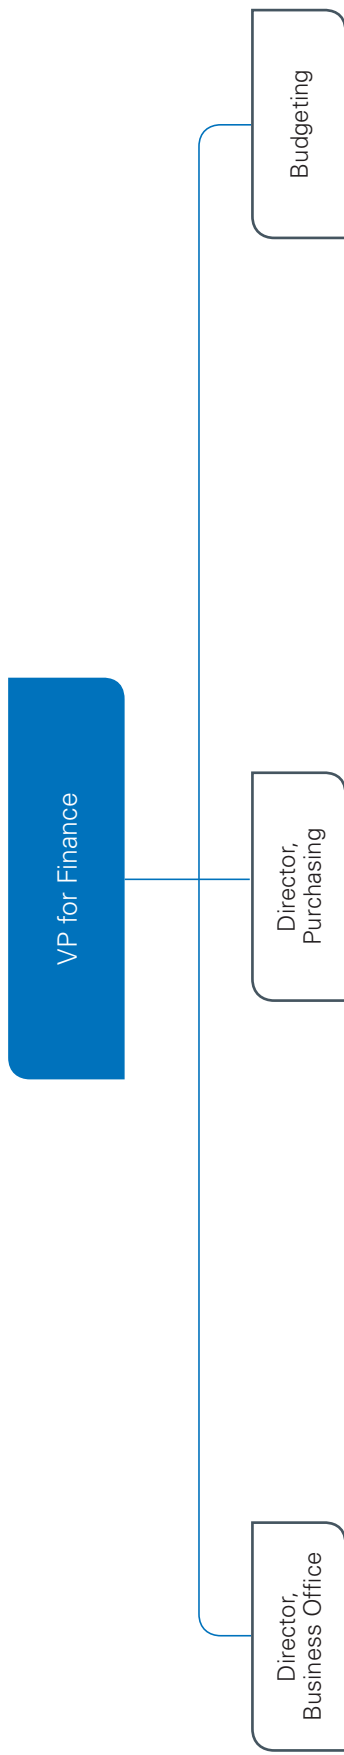 VP for Finance
Director,
Business Office
Director,
Purchasing
Budgeting